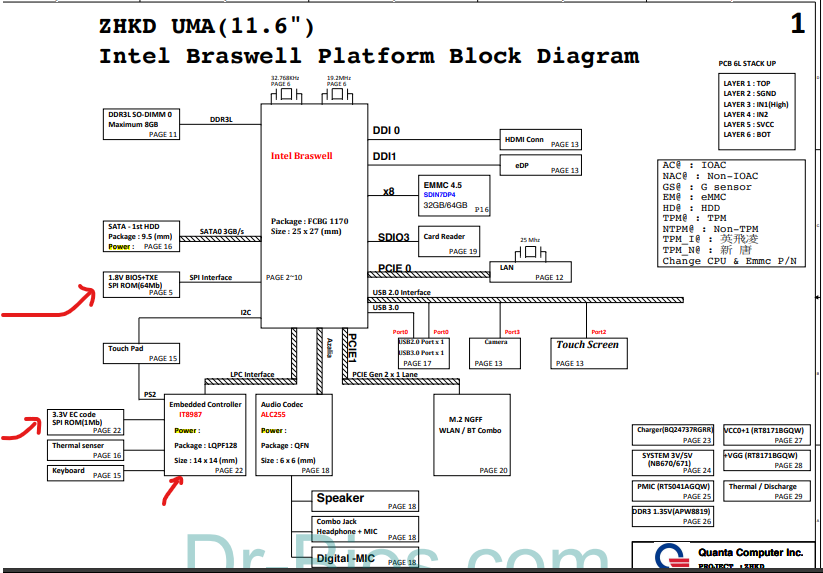 ZHKD UMA(11.6")
1
Intel Braswell Platform Block Diagram
PCB 6L STACK UP
LAYER 1 : TOP
LAYER 2 : SGND
LAYER 3 : IN1(High)
LAYER 4 : IN2
LAYER 5 : SVCC
LAYER 6 : BOT
32.768KHz
PAGE 6
19.2MHz
PAGE 6
DDR3L SO-DIMM 0
Maximum 8GB
PAGE 11
DDR3L
Intel Braswell
Package : FCBG 1170
Size : 25 x 27 (mm)
PAGE 2~10
DDI 0
HDMI Conn
PAGE 13
DDI1
eDP
PAGE 13
x8
EMMC 4.5
SDIN7DP4
32GB/64GB
P16
AC@ : IOAC
NAC@ : Non-IOAC
GS@ : G sensor
EM@ : eMMC
HD@ : HDD
TPM@ : TPM
NTPM@ : Non-TPM
TPM_I@ : 英飛凌
TPM_N@ : 新 唐
Change CPU & Emmc P/N
SATA - 1st HDD
Package : 9.5 (mm)
Power :
PAGE 16
SATA0 3GB/s
SDIO3
Card Reader
PAGE 19
25 Mhz
PCIE 0
LAN
PAGE 12
1.8V BIOS+TXE
SPI ROM(64Mb)
PAGE 5
SPI Interface
USB 2.0 Interface
USB 3.0
I2C
Port0
Port0
Port3
Port2
USB2.0 Port x 1
USB3.0 Port x 1
PAGE 17
Camera
PAGE 13
Touch Screen
PAGE 13
Touch Pad
PAGE 15
Azalia
PCIE1
LPC Interface
PCIE Gen 2 x 1 Lane
PS2
3.3V EC code
SPI ROM(1Mb)
PAGE 22
Thermal senser
PAGE 16
Keyboard
PAGE 15
Embedded Controller
IT8987
Power :
Package : LQPF128
Size : 14 x 14 (mm)
PAGE 22
Audio Codec
ALC255
Power :
Package : QFN
Size : 6 x 6 (mm)
PAGE 18
M.2 NGFF
WLAN / BT Combo
PAGE 20
Charger(BQ24737RGRR)
PAGE 23
VCC0+1 (RT8171BGQW)
PAGE 27
SYSTEM 3V/5V
(NB670/671)
PAGE 24
+VGG (RT8171BGQW)
PAGE 28
PMIC (RT5041AGQW)
PAGE 25
Thermal / Discharge
PAGE 29
DDR3 1.35V(APW8819)
PAGE 26
Speaker
PAGE 18
Combo Jack
Headphone + MIC
PAGE 18
Digital -MIC
PAGE 18
Dr-Bios.com
Quanta Computer Inc.
PROJECT : ZHKD